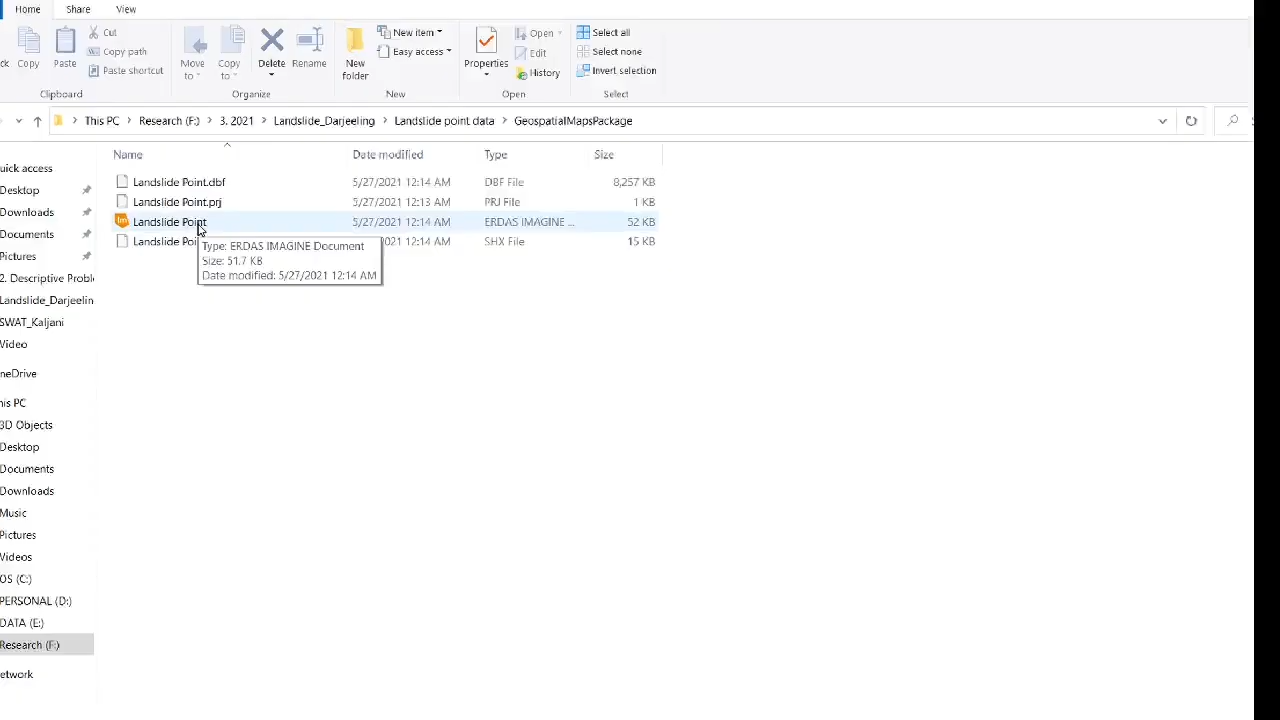 Home Share View
Copy
Paste
Cut
Copy path
Paste shortcut
Clipboard
Move to
Copy to
Delete
Rename
Organize
New folder
New item
Easy access
New
Properties
Open
Edit
History
Open
Select all
Select none
Invert selection
Select
This PC > Research (F:) > 3. 2021 > Landslide_Darjeeling > Landslide point data > GeospatialMapsPackage
Name Date modified Type Size
Landslide Point.dbf 5/27/2021 12:14 AM DBF File 8,257 KB
Landslide Point.prj 5/27/2021 12:13 AM PRJ File 1 KB
Landslide Point 5/27/2021 12:14 AM ERDAS IMAGINE ... 52 KB
Landslide Poi 5/27/2021 12:14 AM SHX File 15 KB
Type: ERDAS IMAGINE Document
Size: 51.7 KB
Date modified: 5/27/2021 12:14 AM
uick access
Desktop
Downloads
Documents
Pictures
2. Descriptive Probl
Landslide_Darjeelin
SWAT_Kaljani
Video
neDrive
his PC
3D Objects
Desktop
Documents
Downloads
Music
Pictures
Videos
OS (C:)
PERSONAL (D:)
DATA (E:)
Research (F:)
etwork